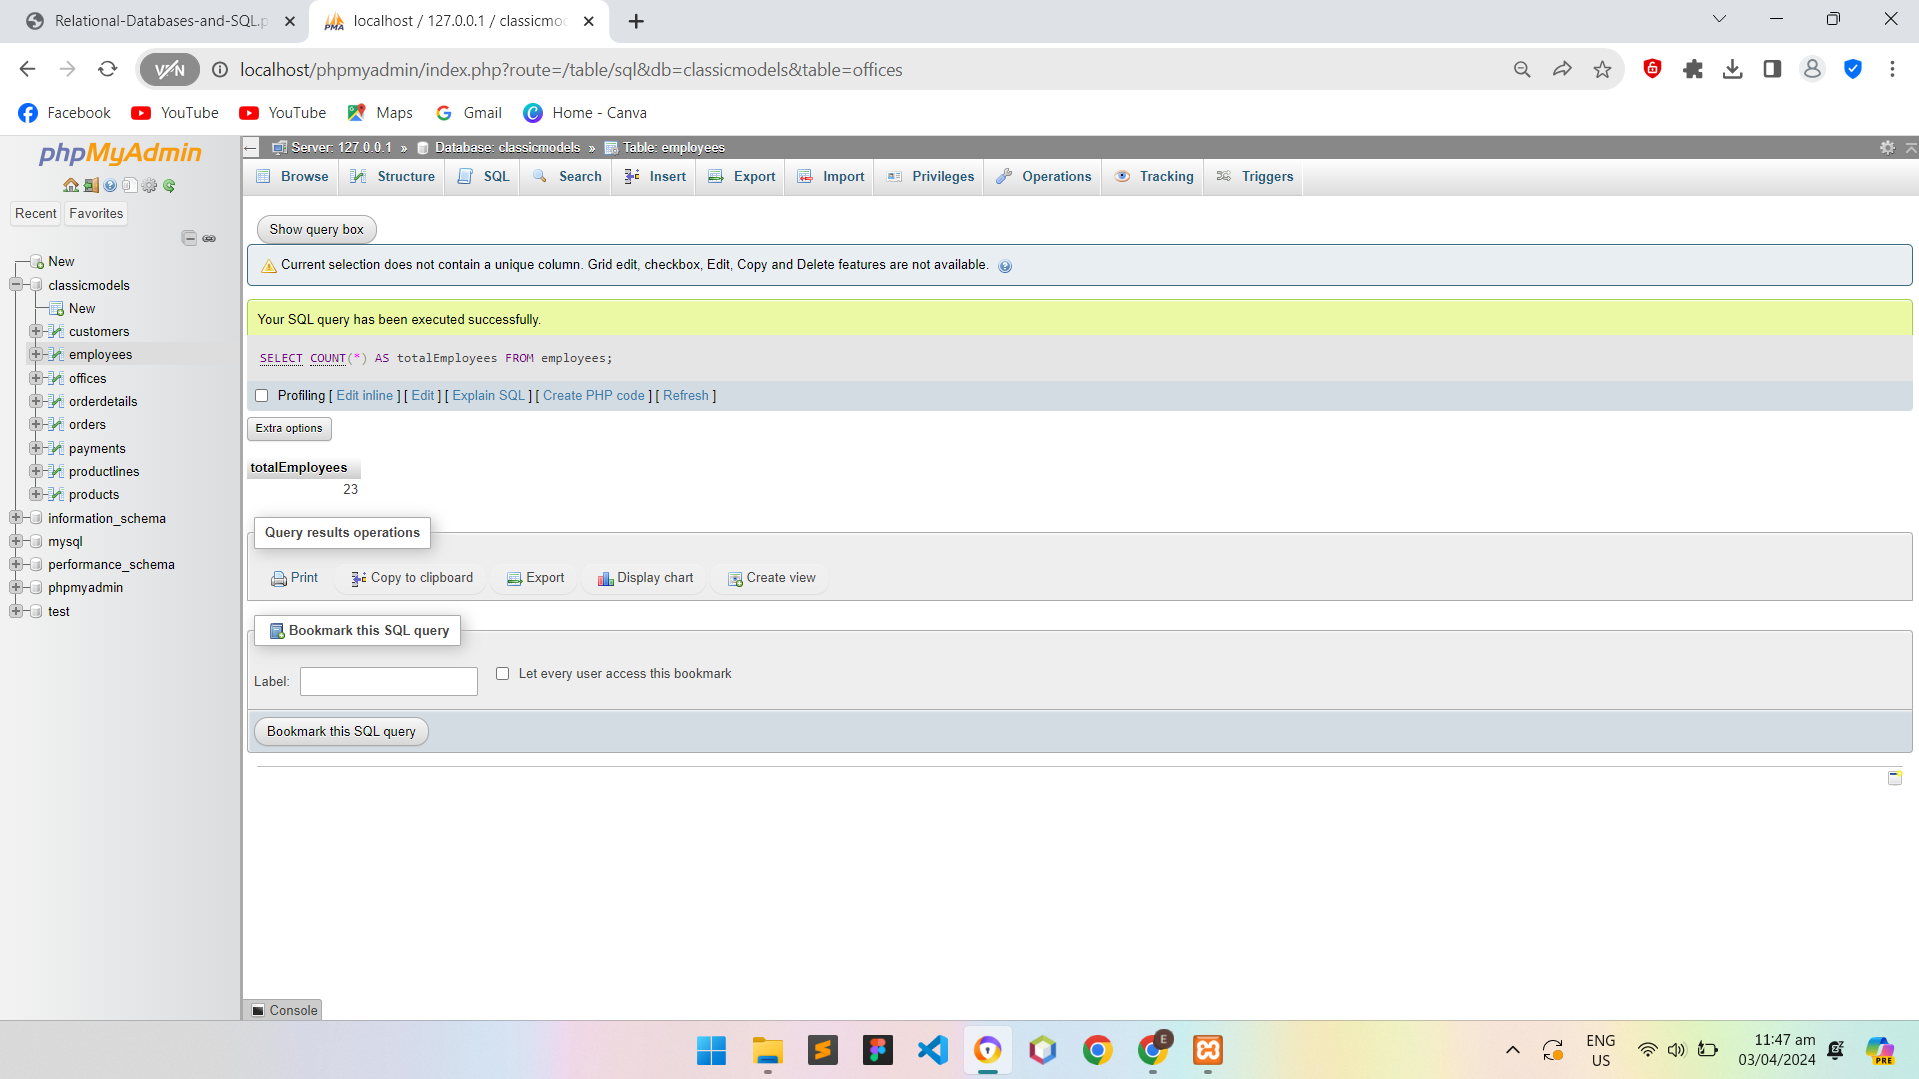 Relational-Databases-and-SQL.p
localhost / 127.0.0.1 / classicmo
VPN
localhost/phpmyadmin/index.php?route=/table/sql&db=classicmodels&table=offices
Facebook
YouTube
YouTube
Maps
Gmail
Home - Canva
phpMyAdmin
Recent
Favorites
New
classicmodels
New
customers
employees
offices
orderdetails
orders
payments
productlines
products
information_schema
mysql
performance_schema
phpmyadmin
test
Server: 127.0.0.1 » Database: classicmodels » Table: employees
Browse
Structure
SQL
Search
Insert
Export
Import
Privileges
Operations
Tracking
Triggers
Show query box
Current selection does not contain a unique column. Grid edit, checkbox, Edit, Copy and Delete features are not available.
Your SQL query has been executed successfully.
SELECT COUNT(*) AS totalEmployees FROM employees;
Profiling [ Edit inline ] [ Edit ] [ Explain SQL ] [ Create PHP code ] [ Refresh ]
Extra options
totalEmployees
23
Query results operations
Print
Copy to clipboard
Export
Display chart
Create view
Bookmark this SQL query
Label:
Let every user access this bookmark
Bookmark this SQL query
Console
E
ENG
US
11:47 am
03/04/2024
PRE